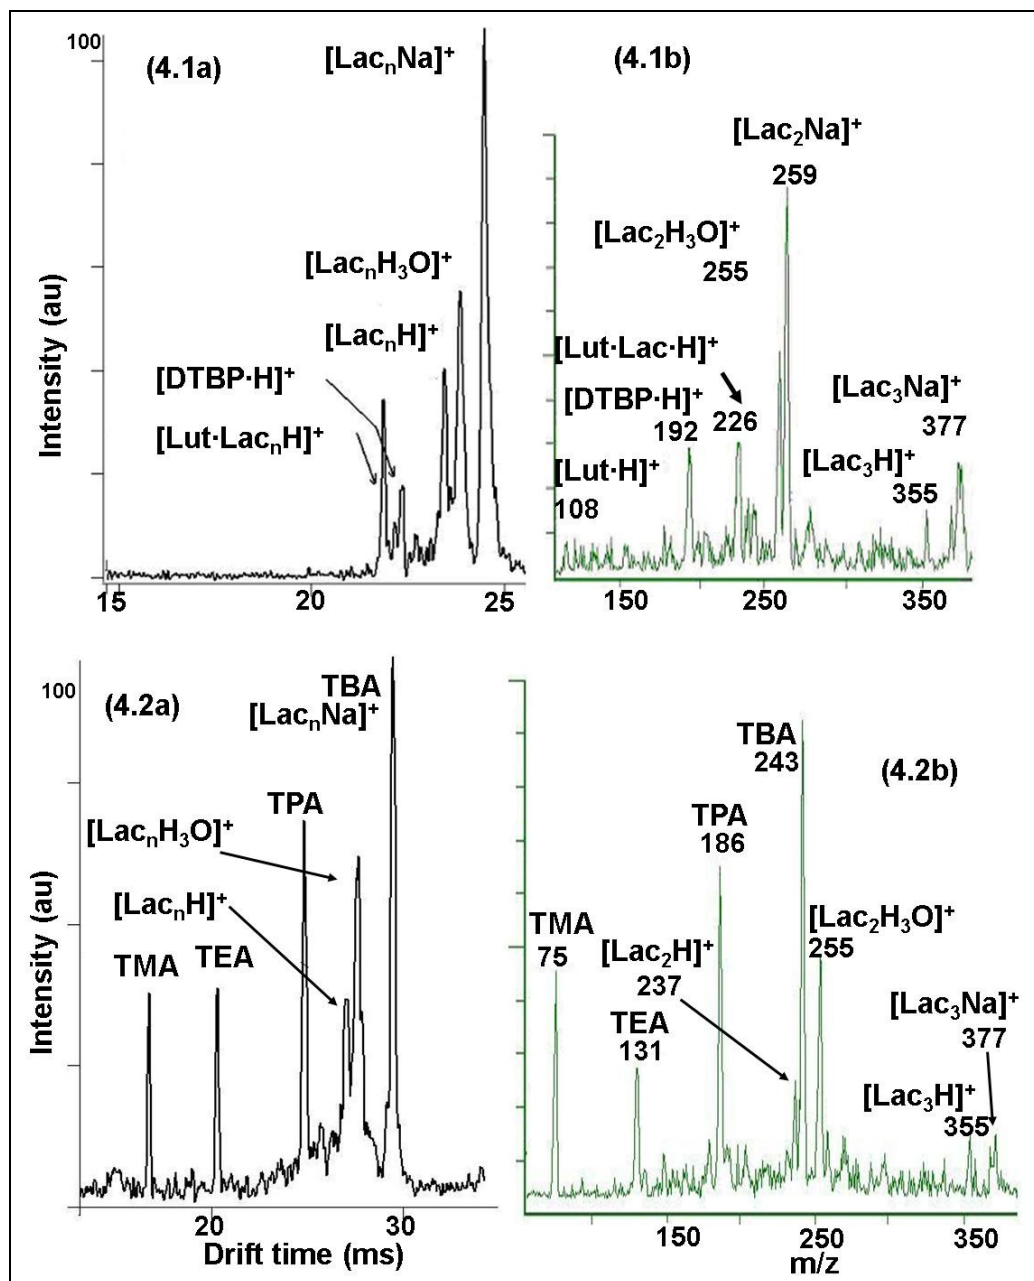 (4.1a)
100
[LacₙNa]⁺
[LacₙH₃O]⁺
[LacₙH]⁺
[DTBP·H]⁺
[Lut·LacₙH]⁺
Intensity (au)
15 20 25
(4.1b)
[Lac₂Na]⁺
259
[Lac₂H₃O]⁺
255
[Lut·Lac·H]⁺
226
[DTBP·H]⁺
192
[Lut·H]⁺
108
[Lac₃Na]⁺
377
[Lac₃H]⁺
355
150 250 350
(4.2a)
100
TBA
[LacₙNa]⁺
TPA
[LacₙH₃O]⁺
[LacₙH]⁺
TMA
TEA
Intensity (au)
20 30
Drift time (ms)
(4.2b)
TBA
243
TPA
186
TMA
75
[Lac₂H]⁺
237
TEA
131
[Lac₂H₃O]⁺
255
[Lac₃Na]⁺
377
[Lac₃H]⁺
355
150 250 350
m/z